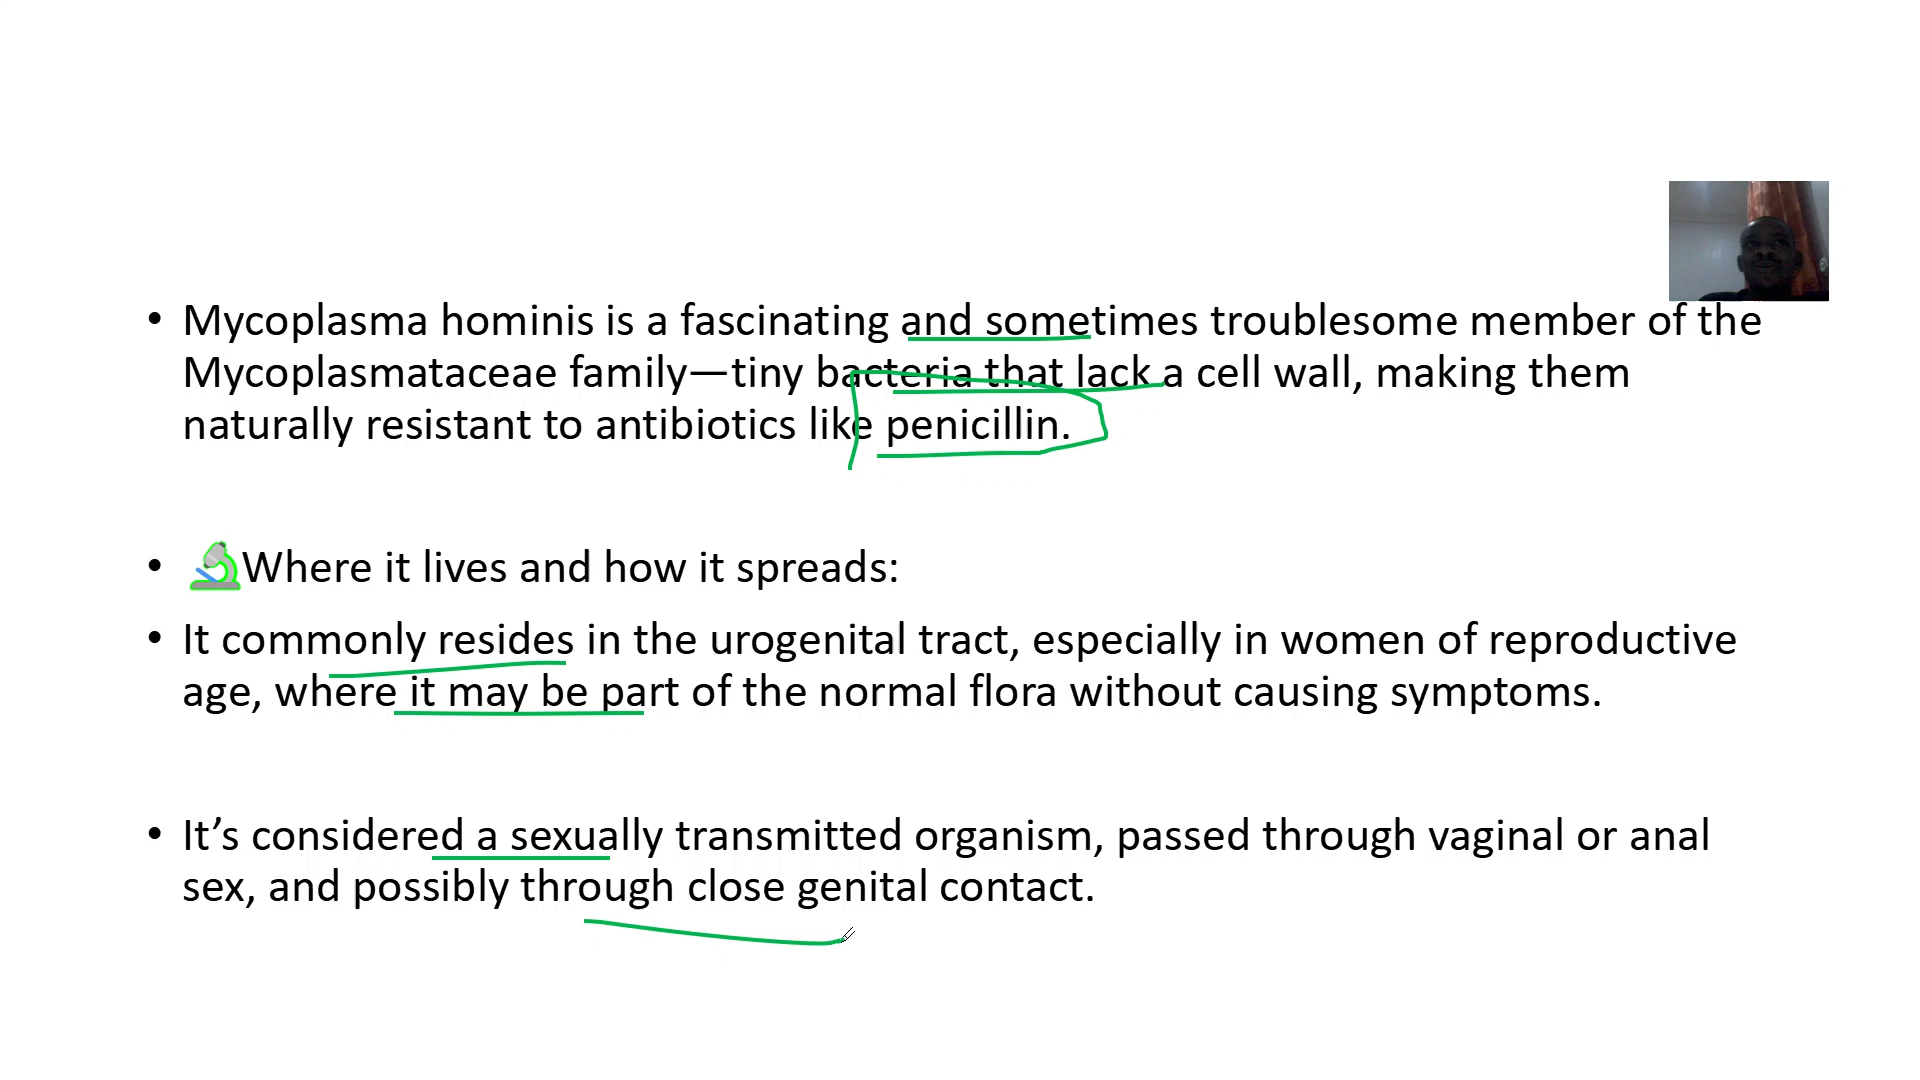 • Mycoplasma hominis is a fascinating and sometimes troublesome member of the
Mycoplasmataceae family—tiny bacteria that lack a cell wall, making them
naturally resistant to antibiotics like penicillin.
• 🔬Where it lives and how it spreads:
• It commonly resides in the urogenital tract, especially in women of reproductive
age, where it may be part of the normal flora without causing symptoms.
• It’s considered a sexually transmitted organism, passed through vaginal or anal
sex, and possibly through close genital contact.